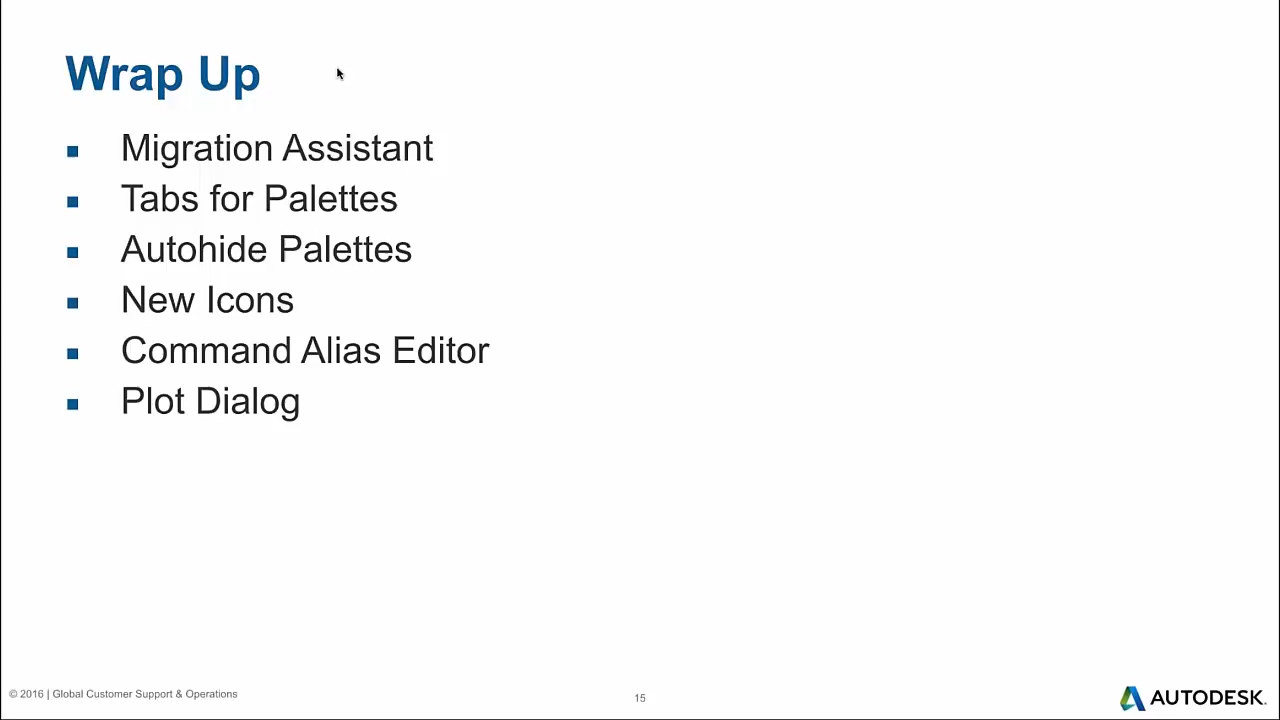 Wrap Up
Migration Assistant
Tabs for Palettes
Autohide Palettes
New Icons
Command Alias Editor
Plot Dialog
© 2016 | Global Customer Support & Operations
15
AUTODESK.